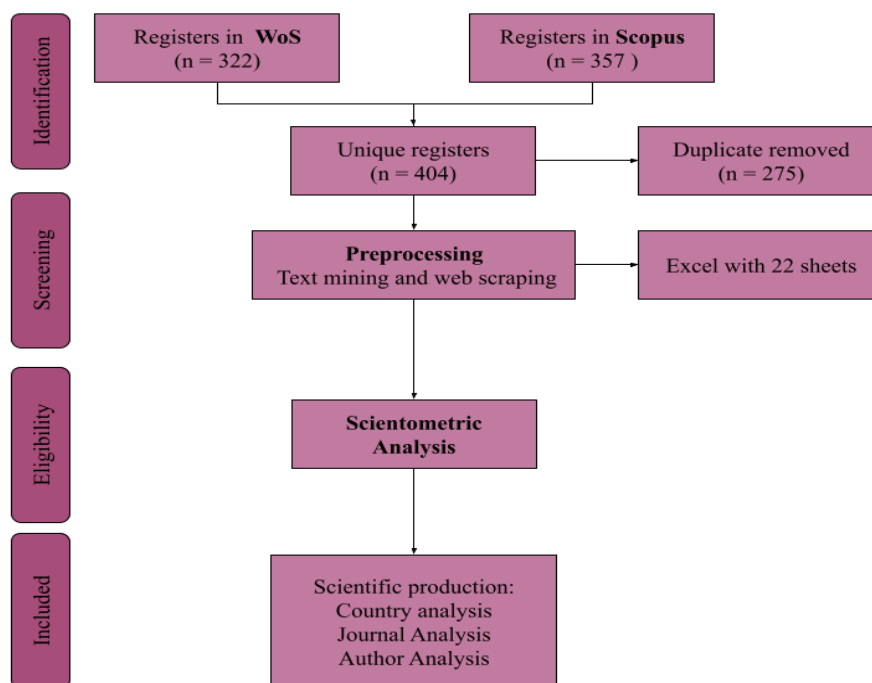 Identification
Registers in WoS
(n = 322)
Registers in Scopus
(n = 357 )
Unique registers
(n = 404)
Duplicate removed
(n = 275)
Screening
Preprocessing
Text mining and web scraping
Excel with 22 sheets
Eligibility
Scientometric
Analysis
Included
Scientific production:
Country analysis
Journal Analysis
Author Analysis